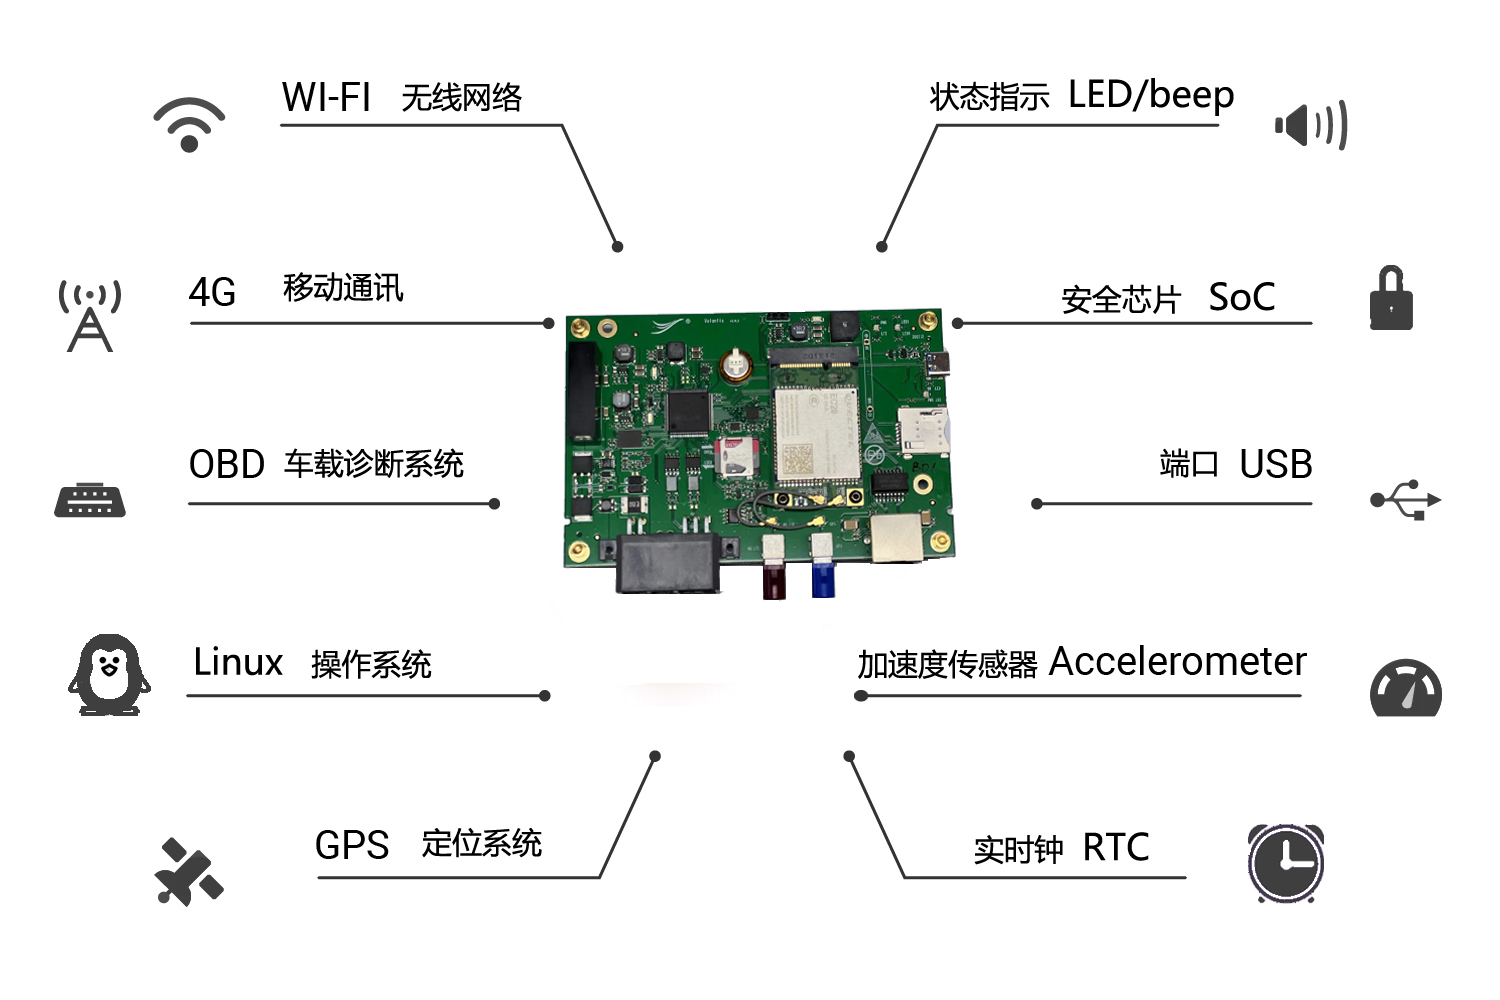 WI-FI 无线网络
状态指示 LED/beep
4G 移动通讯
安全芯片 SoC
OBD 车载诊断系统
端口 USB
Linux 操作系统
加速度传感器 Accelerometer
GPS 定位系统
实时钟 RTC